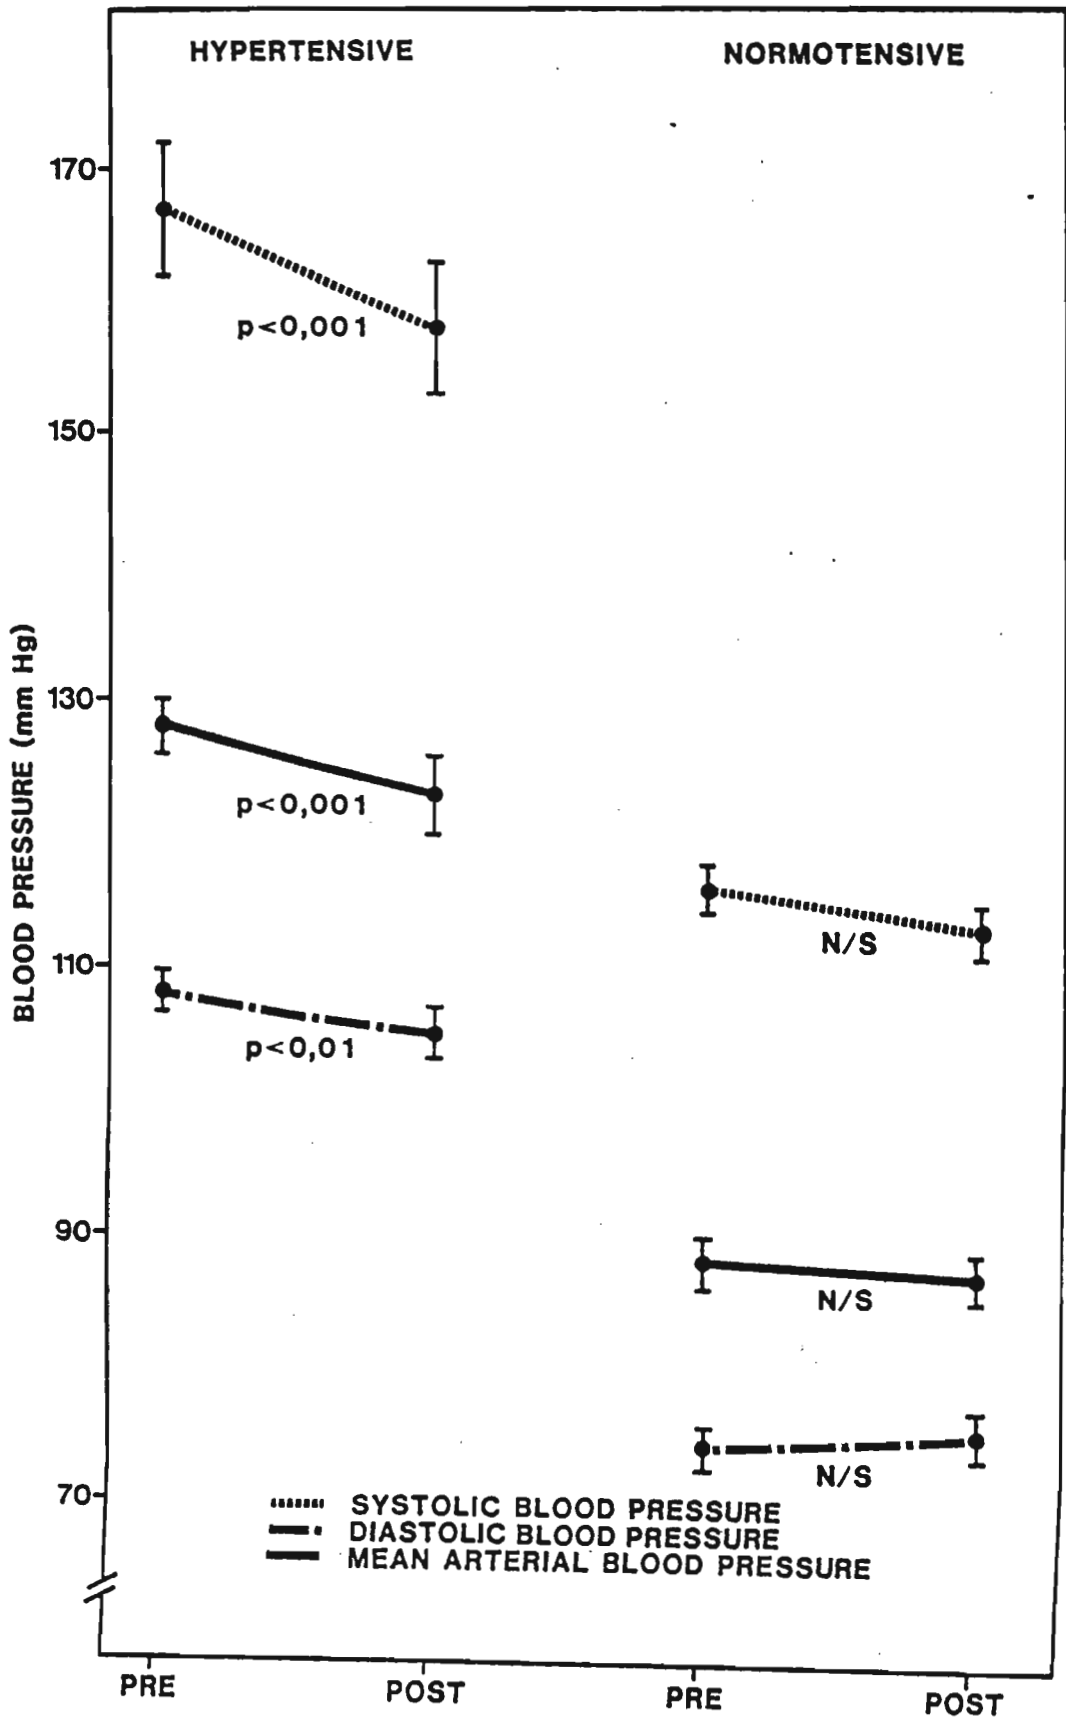 HYPERTENSIVE
NORMOTENSIVE
170
p<0,001
150
BLOOD PRESSURE (mm Hg)
130
p<0,001
N/S
110
p<0,01
90
N/S
N/S
70
SYSTOLIC BLOOD PRESSURE
DIASTOLIC BLOOD PRESSURE
MEAN ARTERIAL BLOOD PRESSURE
PRE
POST
PRE
POST